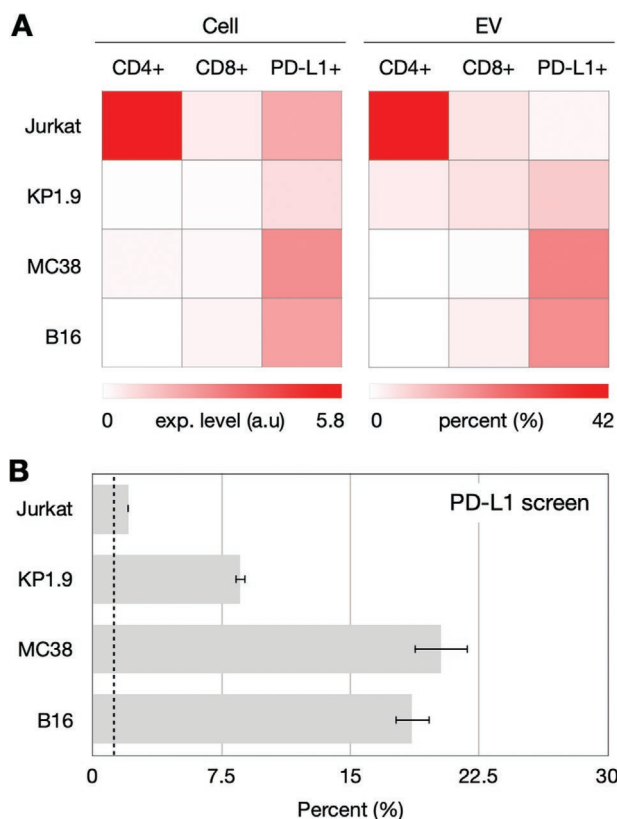 A
Cell EV
CD4+ CD8+ PD-L1+ CD4+ CD8+ PD-L1+
Jurkat
KP1.9
MC38
B16
0 exp. level (a.u) 5.8 0 percent (%) 42
B
PD-L1 screen
Jurkat
KP1.9
MC38
B16
0 7.5 15 22.5 30
Percent (%)